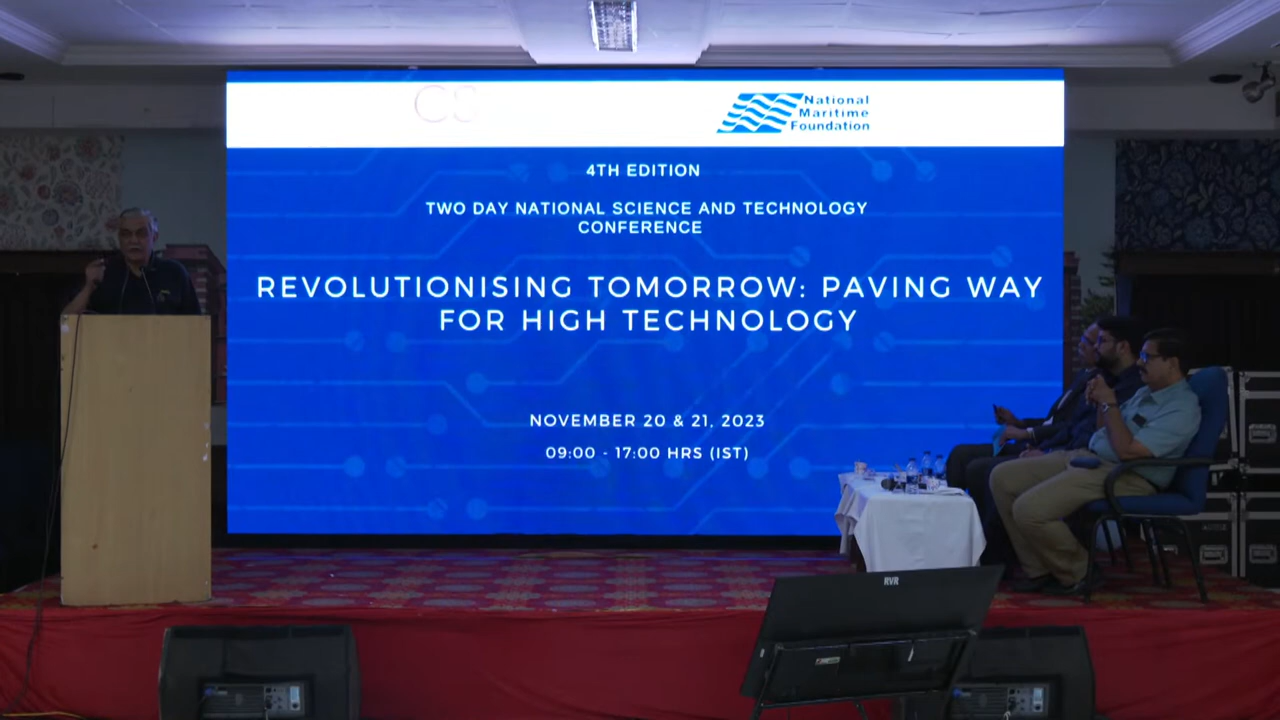 CS
National
Maritime
Foundation
4TH EDITION
TWO DAY NATIONAL SCIENCE AND TECHNOLOGY
CONFERENCE
REVOLUTIONISING TOMORROW: PAVING WAY
FOR HIGH TECHNOLOGY
NOVEMBER 20 & 21, 2023
09:00 - 17:00 HRS (IST)
RVR